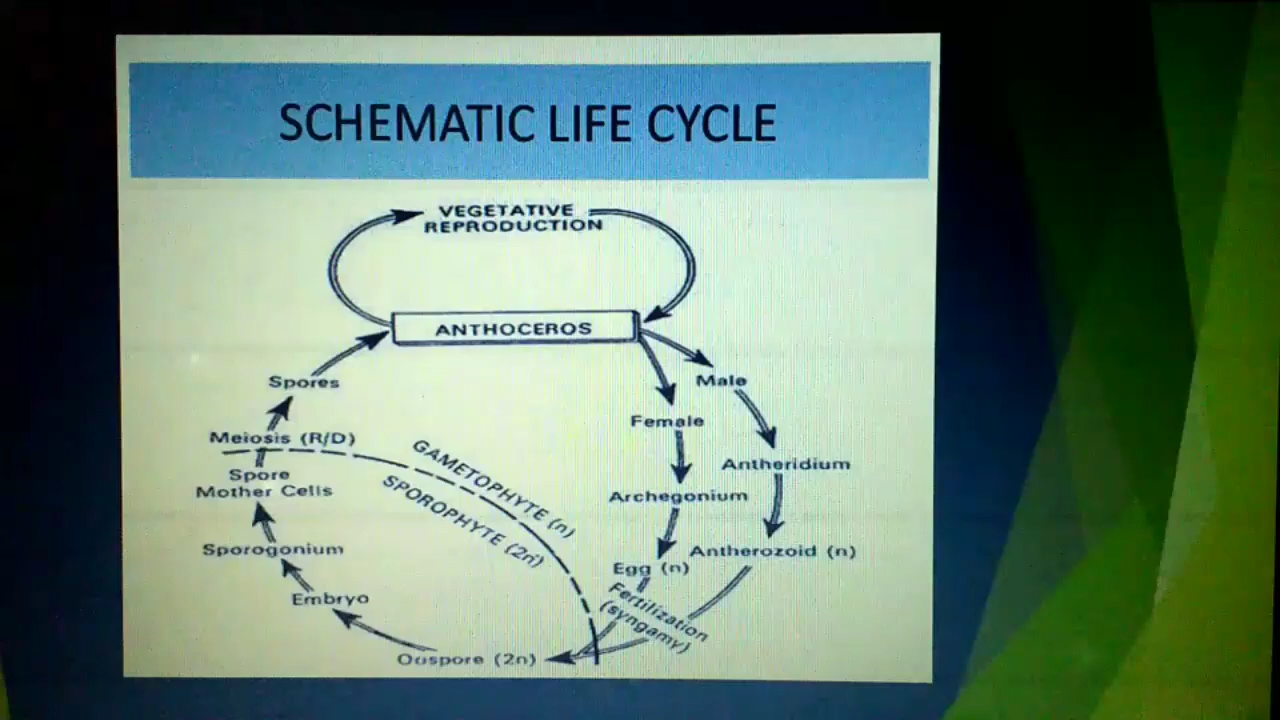 SCHEMATIC LIFE CYCLE
VEGETATIVE
REPRODUCTION
ANTHOCEROS
Spores
Male
Female
Meiosis (R/D)
GAMETOPHYTE (n)
SPOROPHYTE (2n)
Antheridium
Spore
Mother Cells
Archegonium
Sporogonium
Antherozoid (n)
Egg (n)
Embryo
Fertilization
(syngamy)
Oospore (2n)